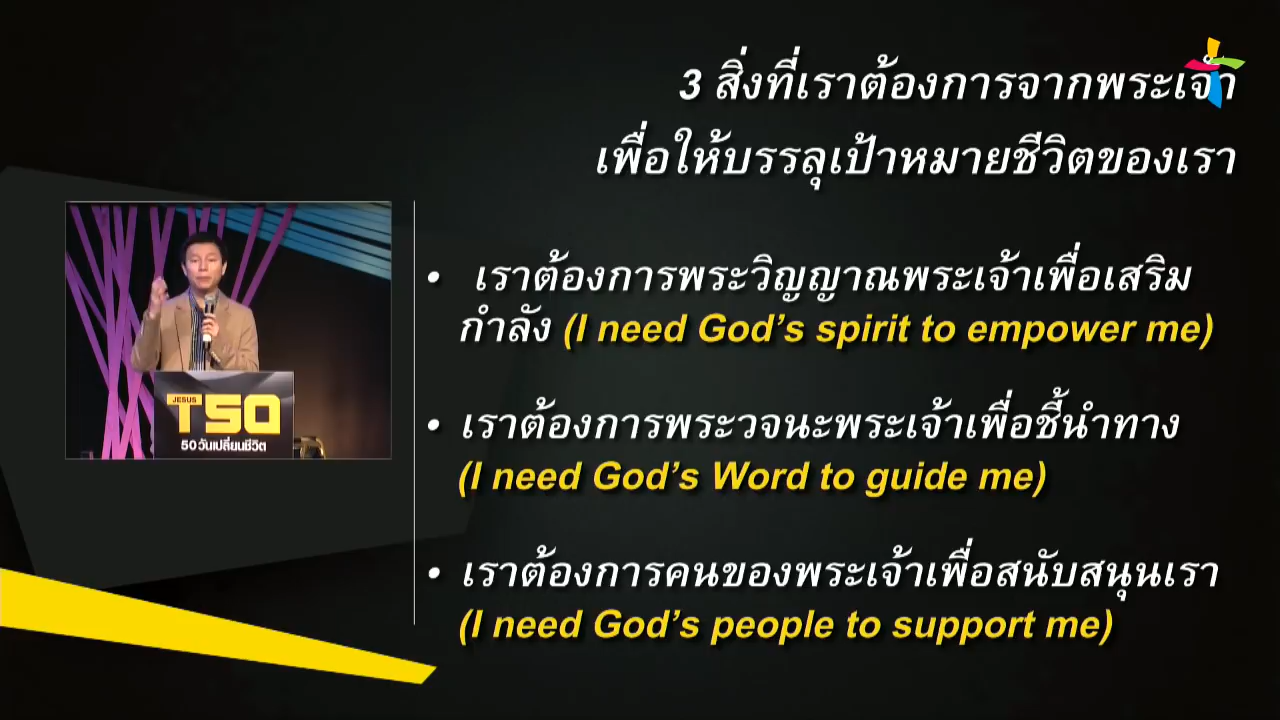 3 สิ่งที่เราต้องการจากพระเจ้า
เพื่อให้บรรลุเป้าหมายชีวิตของเรา
• เราต้องการพระวิญญาณพระเจ้าเพื่อเสริม
กำลัง (I need God’s spirit to empower me)
• เราต้องการพระวจนะพระเจ้าเพื่อชี้นำทาง
(I need God’s Word to guide me)
• เราต้องการคนของพระเจ้าเพื่อสนับสนุนเรา
(I need God’s people to support me)
JESUS
T50
50 วันเปลี่ยนชีวิต